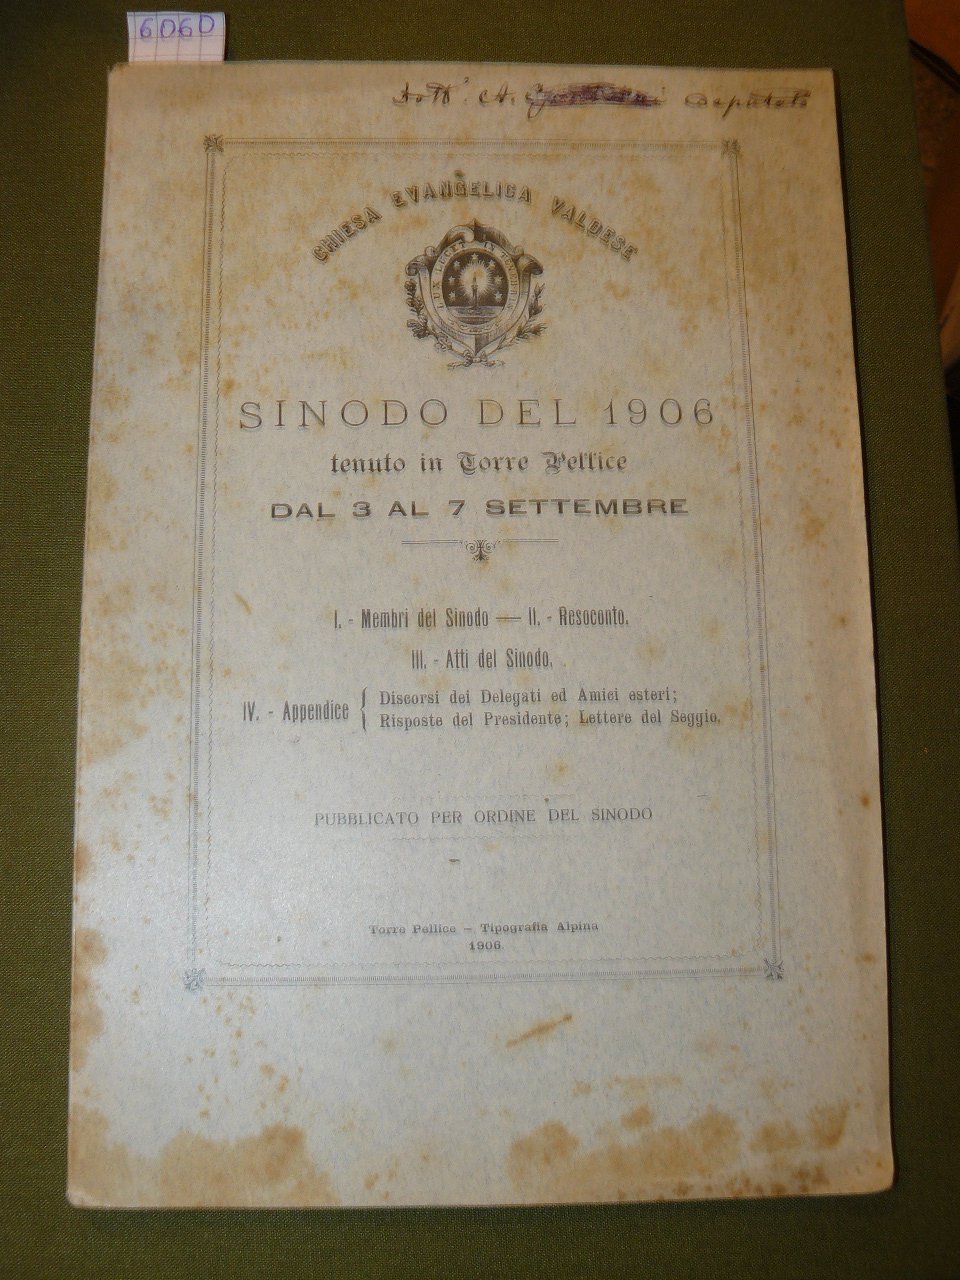 6060
Dott. A. Deputato
CHIESA EVANGELICA VALDESE
LUX LUCET IN TENEBRIS
SINODO DEL 1906
tenuto in Torre Pellice
DAL 3 AL 7 SETTEMBRE
I. - Membri del Sinodo — II. - Resoconto.
III. - Atti del Sinodo.
IV. - Appendice { Discorsi dei Delegati ed Amici esteri;
Risposte del Presidente; Lettere del Seggio.
PUBBLICATO PER ORDINE DEL SINODO
Torre Pellice – Tipografia Alpina
1906